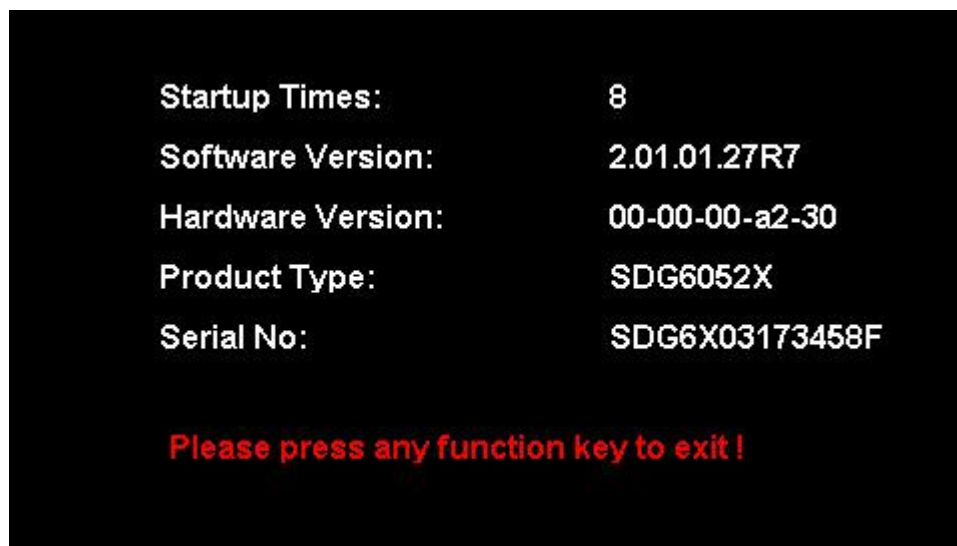 Startup Times: 8
Software Version: 2.01.01.27R7
Hardware Version: 00-00-00-a2-30
Product Type: SDG6052X
Serial No: SDG6X03173458F
Please press any function key to exit !